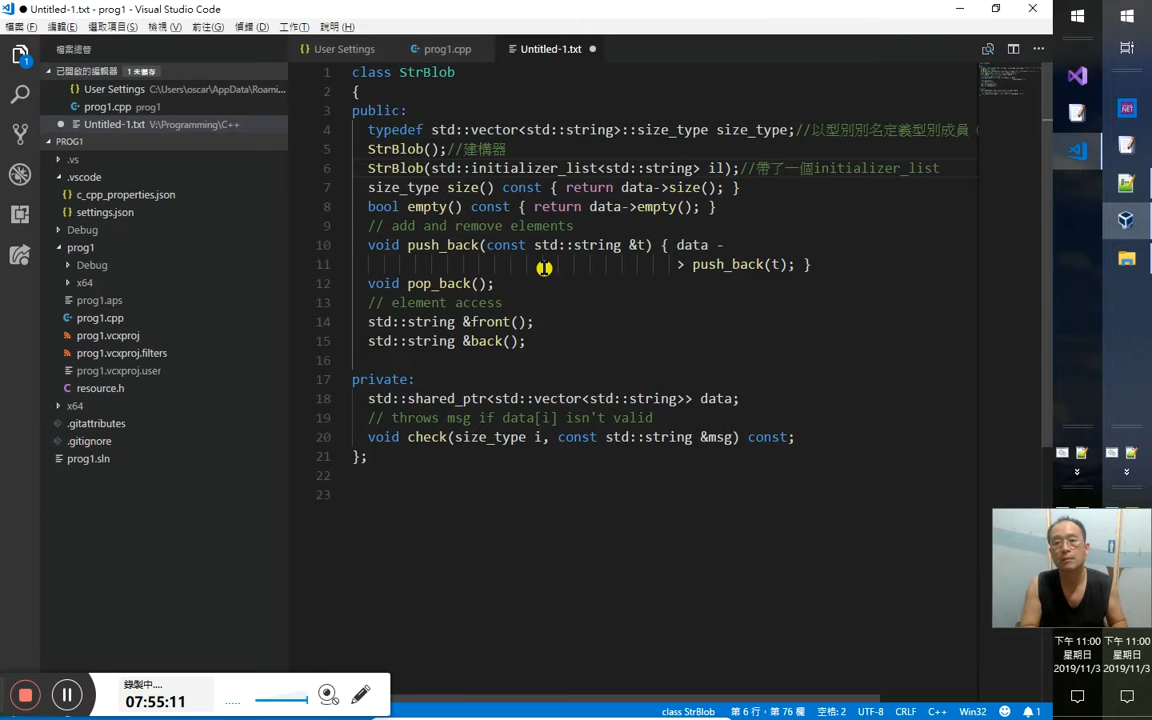 Untitled-1.txt - prog1 - Visual Studio Code
檔案 (F) 編輯(E) 選取項目(S) 檢視 (V) 前往(G) 偵錯 (D) 工作(T) 說明 (H)
檔案總管
已開啟的編輯器 1 未儲存
User Settings C:\Users\oscar\AppData\Roami...
prog1.cpp prog1
Untitled-1.txt V:\Programming\C++
PROG1
.vs
.vscode
c_cpp_properties.json
settings.json
Debug
prog1
Debug
x64
prog1.aps
prog1.cpp
prog1.vcxproj
prog1.vcxproj.filters
prog1.vcxproj.user
resource.h
x64
.gitattributes
.gitignore
prog1.sln
User Settings prog1.cpp Untitled-1.txt
1 class StrBlob
2 {
3 public:
4 typedef std::vector<std::string>::size_type size_type;//以型別別名定義型別成員（
5 StrBlob();//建構器
6 StrBlob(std::initializer_list<std::string> il);//帶了一個initializer_list
7 size_type size() const { return data->size(); }
8 bool empty() const { return data->empty(); }
9 // add and remove elements
10 void push_back(const std::string &t) { data -
11 > push_back(t); }
12 void pop_back();
13 // element access
14 std::string &front();
15 std::string &back();
16
17 private:
18 std::shared_ptr<std::vector<std::string>> data;
19 // throws msg if data[i] isn't valid
20 void check(size_type i, const std::string &msg) const;
21 };
22
23
錄製中....
07:55:11
class StrBlob 第 6 行，第 76 欄 空格: 2 UTF-8 CRLF C++ Win32 1
.NET
下午 11:00 下午 11:00
星期日 星期日
2019/11/3 2019/11/3